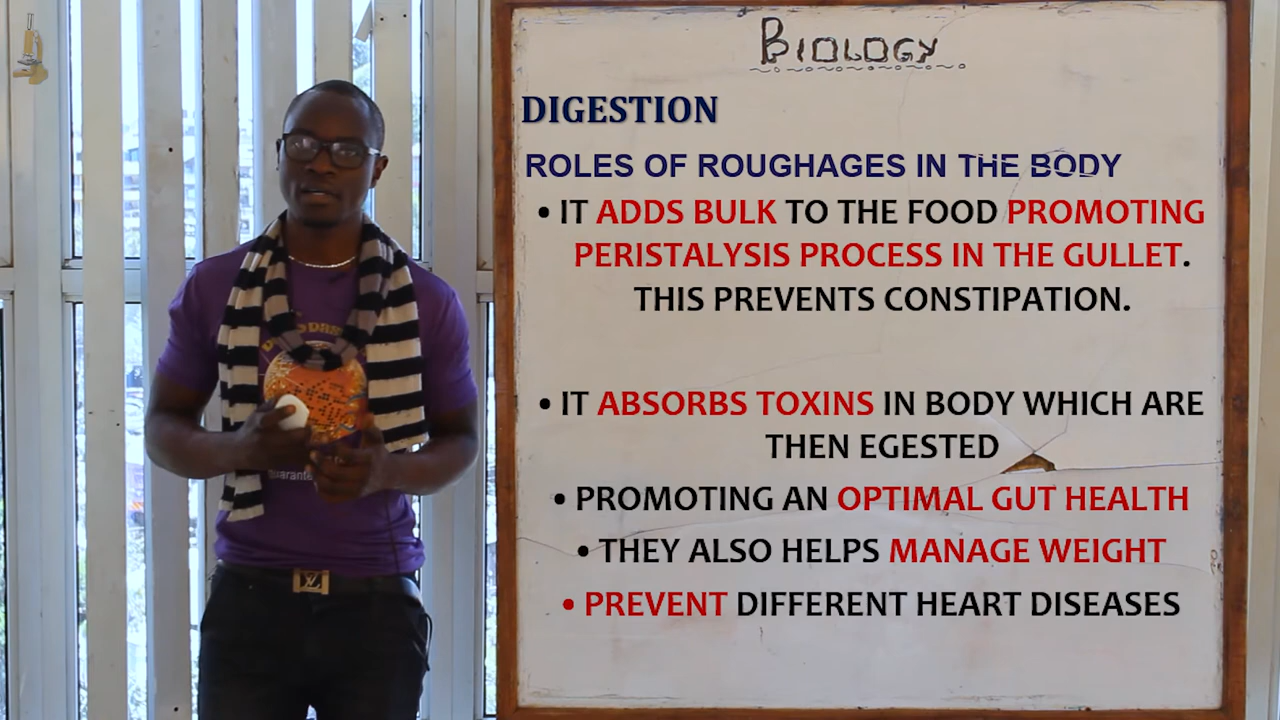 BIOLOGY
DIGESTION
ROLES OF ROUGHAGES IN THE BODY
• IT ADDS BULK TO THE FOOD PROMOTING
PERISTALYSIS PROCESS IN THE GULLET.
THIS PREVENTS CONSTIPATION.
• IT ABSORBS TOXINS IN BODY WHICH ARE
THEN EGESTED
• PROMOTING AN OPTIMAL GUT HEALTH
• THEY ALSO HELPS MANAGE WEIGHT
• PREVENT DIFFERENT HEART DISEASES